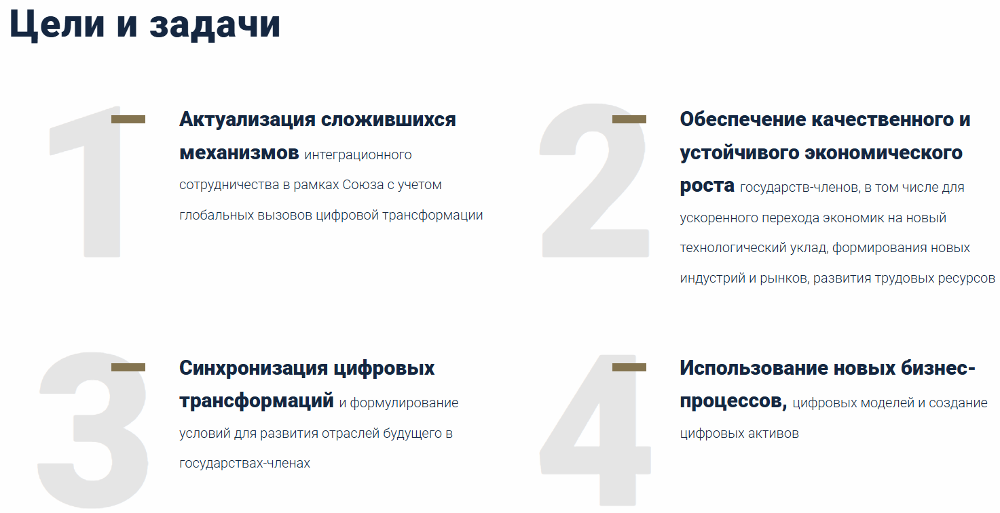 Цели и задачи
1
Актуализация сложившихся
механизмов интеграционного
сотрудничества в рамках Союза с учетом
глобальных вызовов цифровой трансформации
2
Обеспечение качественного и
устойчивого экономического
роста государств-членов, в том числе для
ускоренного перехода экономик на новый
технологический уклад, формирования новых
индустрий и рынков, развития трудовых ресурсов
3
Синхронизация цифровых
трансформаций и формулирование
условий для развития отраслей будущего в
государствах-членах
4
Использование новых бизнес-
процессов, цифровых моделей и создание
цифровых активов